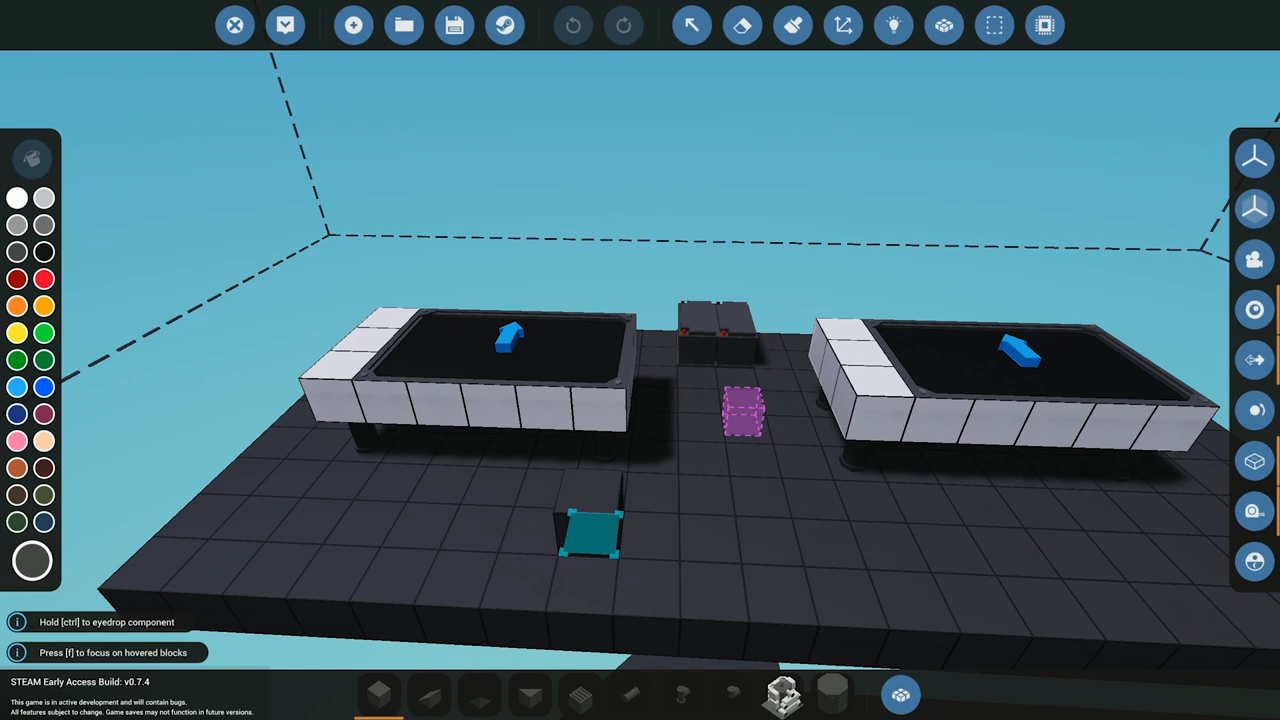 Hold [ctrl] to eyedrop component
Press [f] to focus on hovered blocks
STEAM Early Access Build: v0.7.4
This game is in active development and will contain bugs.
All features subject to change. Game saves may not function in future versions.